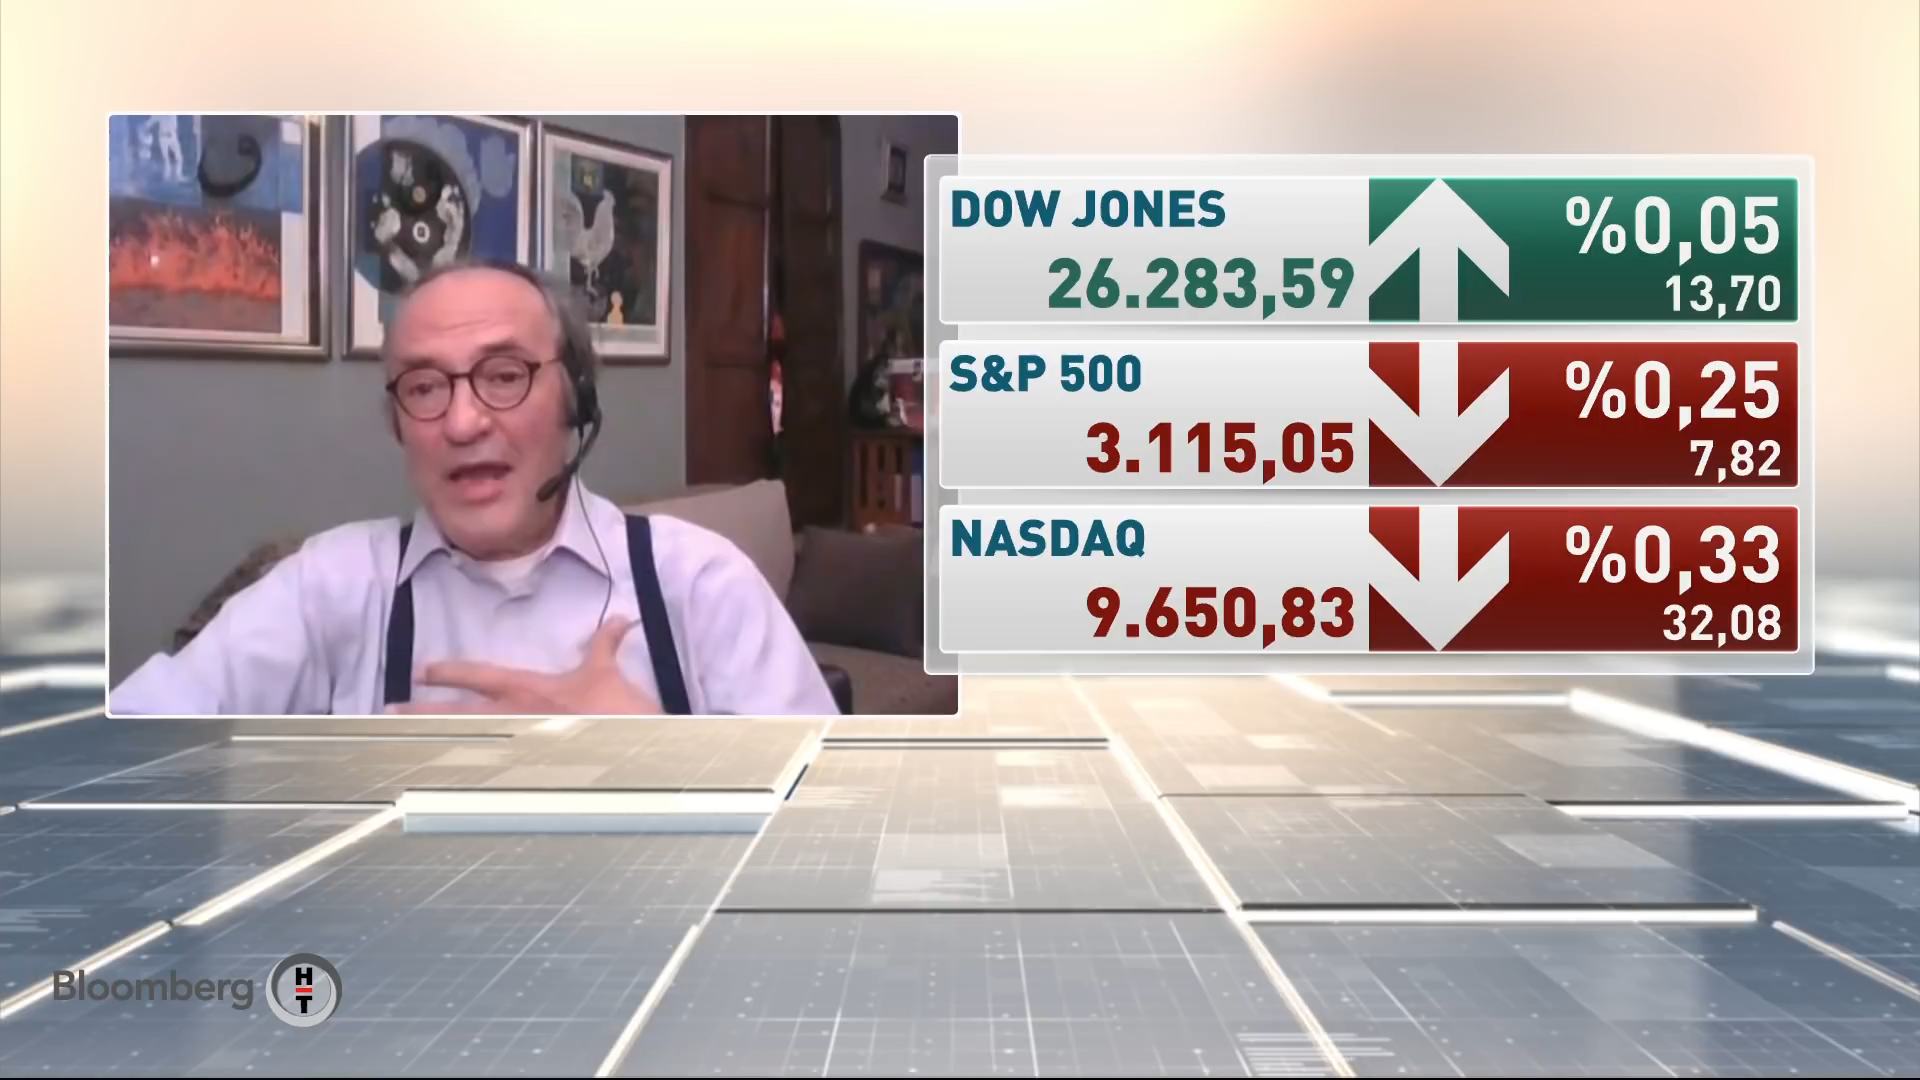 DOW JONES
26.283,59
%0,05
13,70
S&P 500
3.115,05
%0,25
7,82
NASDAQ
9.650,83
%0,33
32,08
Bloomberg HT